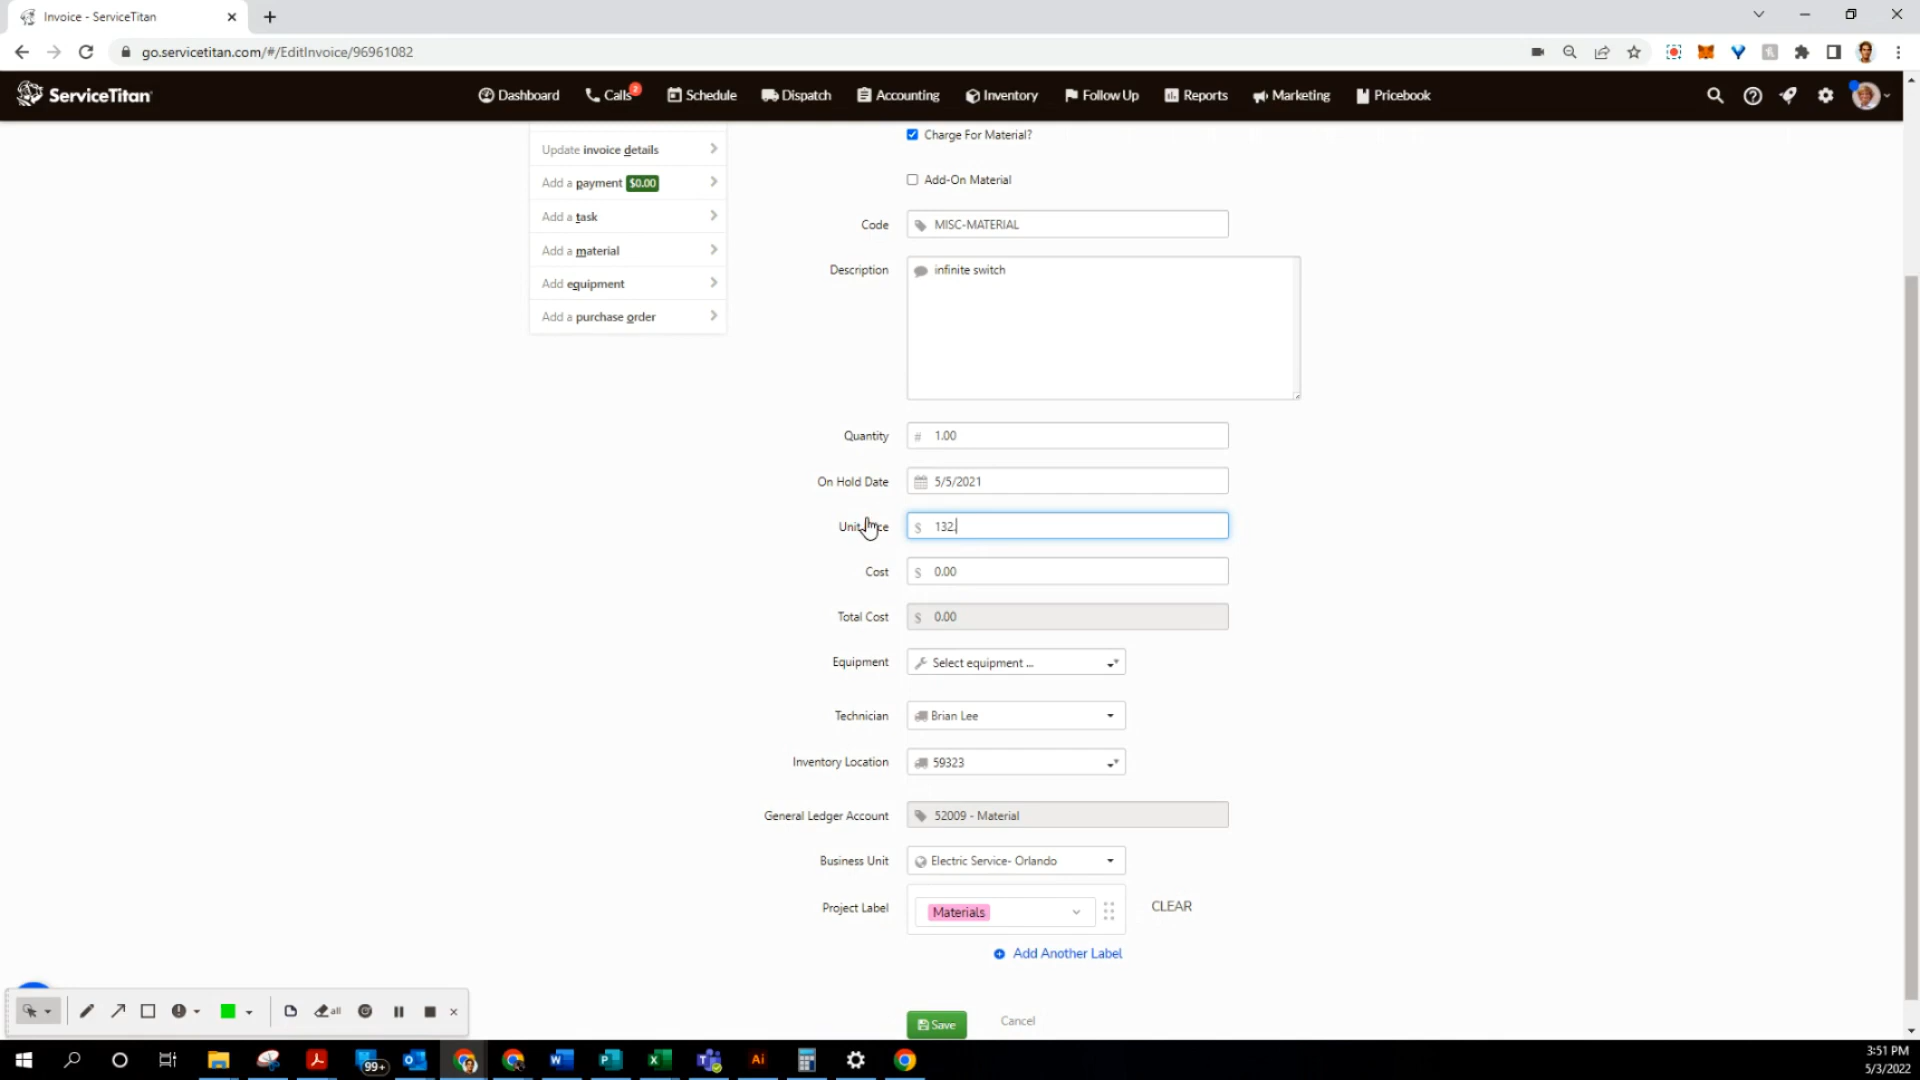 Invoice - ServiceTitan
go.servicetitan.com/#/EditInvoice/96961082
ServiceTitan
Dashboard
Calls
2
Schedule
Dispatch
Accounting
Inventory
Follow Up
Reports
Marketing
Pricebook
Update invoice details
Add a payment $0.00
Add a task
Add a material
Add equipment
Add a purchase order
Charge For Material?
Add-On Material
Code
MISC-MATERIAL
Description
infinite switch
Quantity
# 1.00
On Hold Date
5/5/2021
$ 132.
Cost
$ 0.00
Total Cost
$ 0.00
Equipment
Select equipment ...
Technician
Brian Lee
Inventory Location
59323
General Ledger Account
52009 - Material
Business Unit
Electric Service- Orlando
Project Label
Materials
CLEAR
Add Another Label
Save
Cancel
all
99+
3:51 PM
5/3/2022